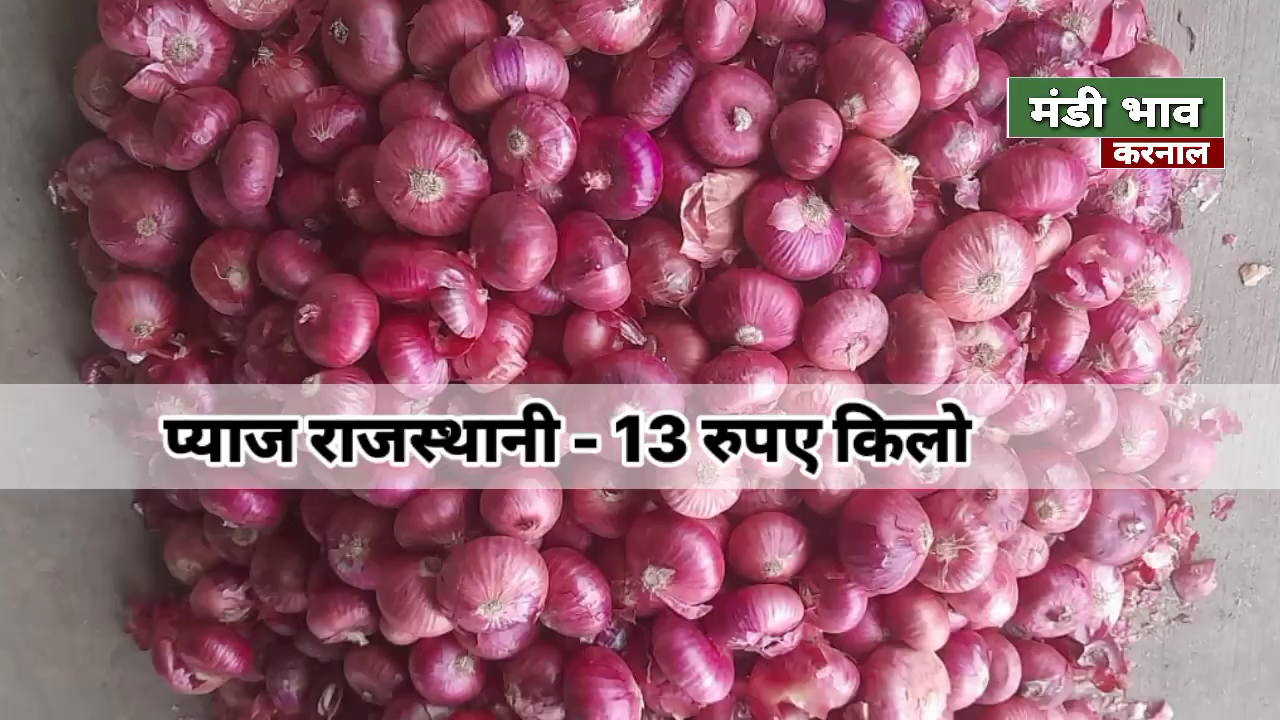 मंडी भाव
करनाल
प्याज राजस्थानी - 13 रुपए किलो